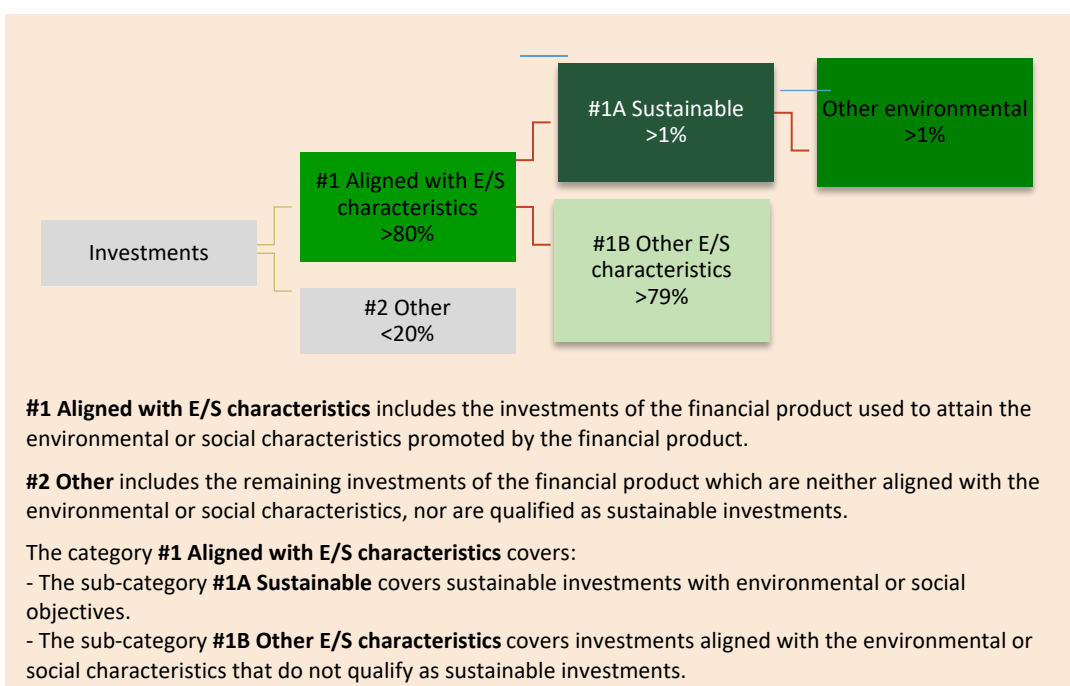 #1A Sustainable
>1%
Other environmental
>1%
#1 Aligned with E/S
characteristics
>80%
Investments
#1B Other E/S
characteristics
>79%
#2 Other
<20%
#1 Aligned with E/S characteristics includes the investments of the financial product used to attain the
environmental or social characteristics promoted by the financial product.
#2 Other includes the remaining investments of the financial product which are neither aligned with the
environmental or social characteristics, nor are qualified as sustainable investments.
The category #1 Aligned with E/S characteristics covers:
- The sub-category #1A Sustainable covers sustainable investments with environmental or social
objectives.
- The sub-category #1B Other E/S characteristics covers investments aligned with the environmental or
social characteristics that do not qualify as sustainable investments.